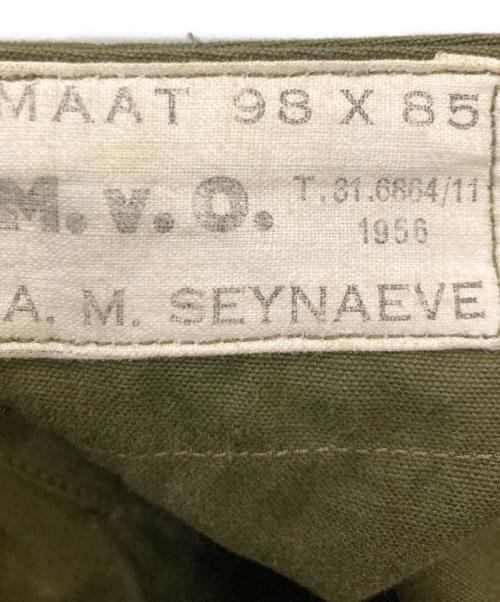 MAAT 98 X 85
M.v.O. T.31.6864/11
1956
A. M. SEYNAEVE